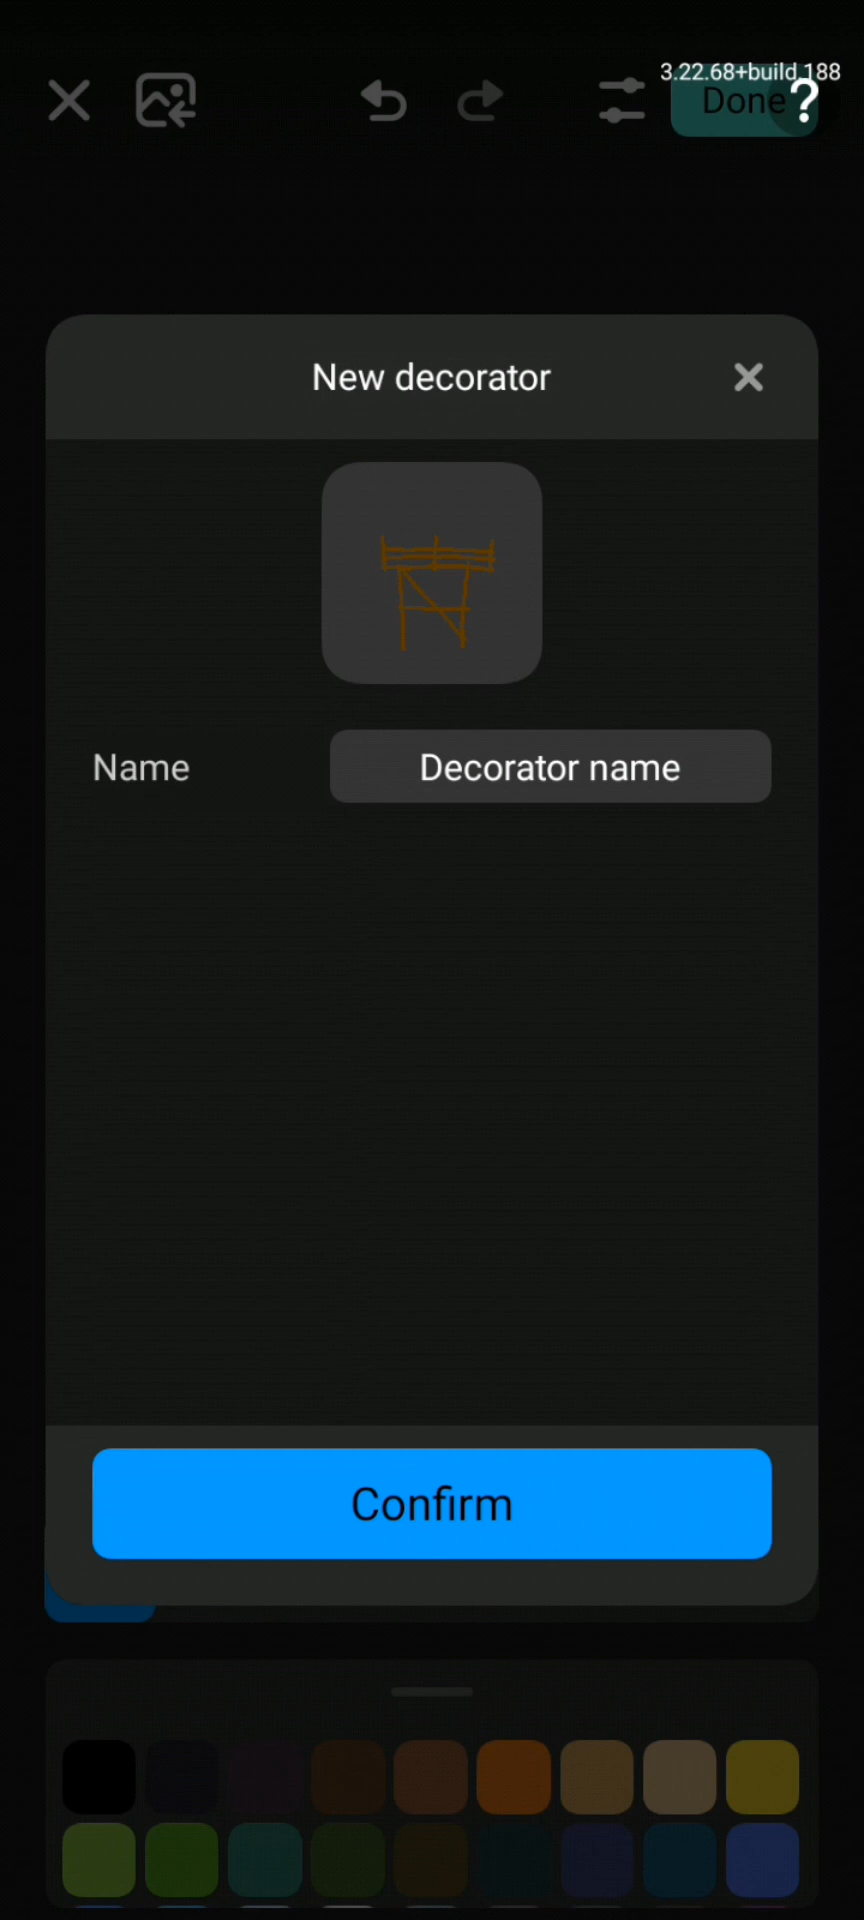 3.22.68+build.188
Done ?
New decorator
Name
Decorator name
Confirm